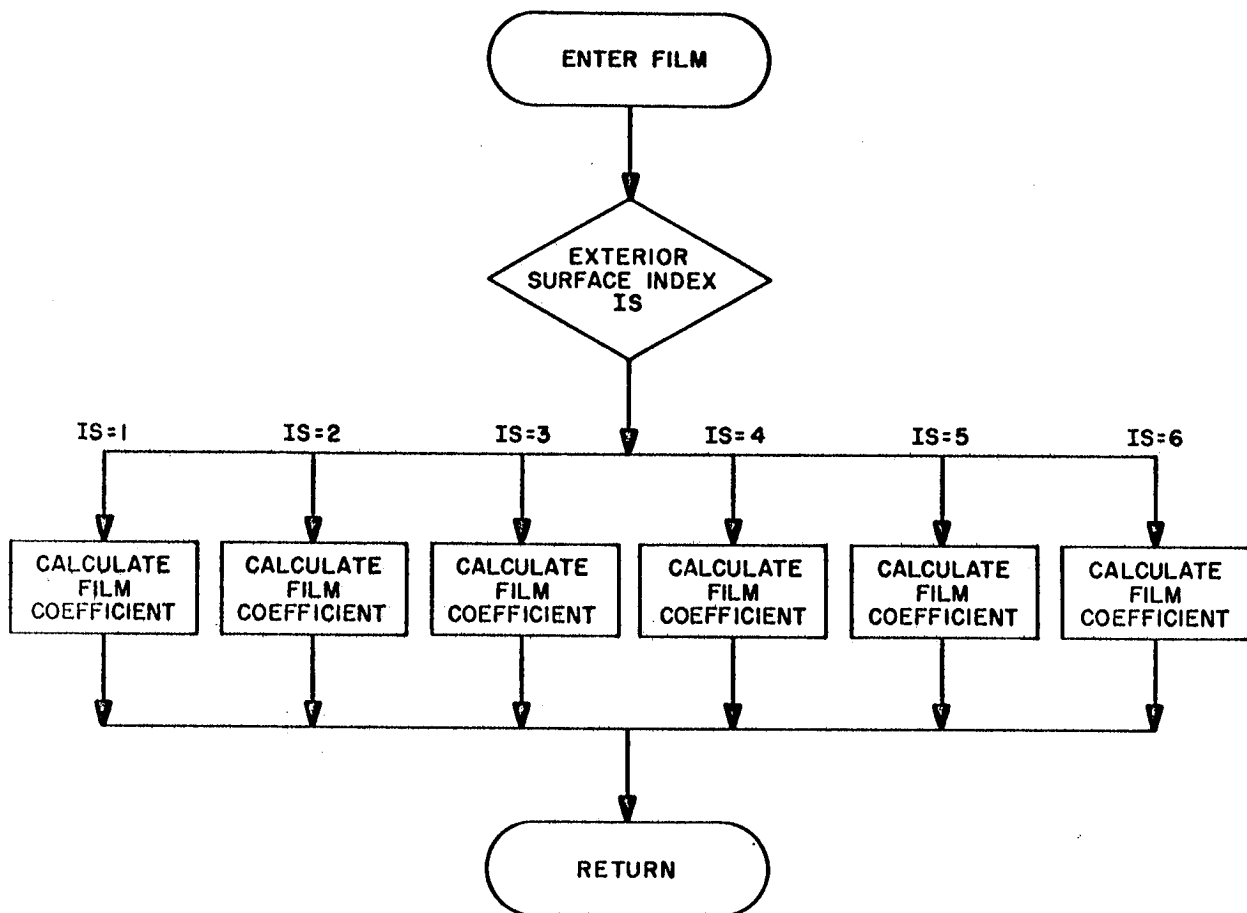 ENTER FILM
EXTERIOR
SURFACE INDEX
IS
IS=1
IS=2
IS=3
IS=4
IS=5
IS=6
CALCULATE
FILM
COEFFICIENT
CALCULATE
FILM
COEFFICIENT
CALCULATE
FILM
COEFFICIENT
CALCULATE
FILM
COEFFICIENT
CALCULATE
FILM
COEFFICIENT
CALCULATE
FILM
COEFFICIENT
RETURN